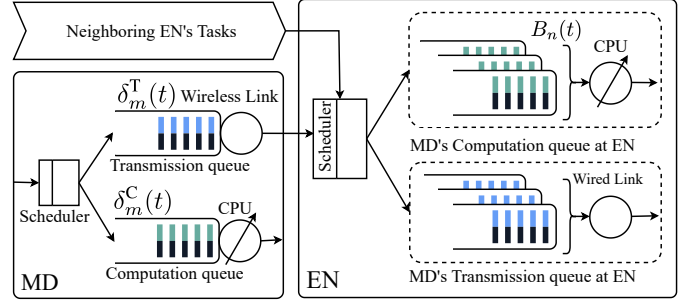 Neighboring EN's Tasks
δ_m^T(t) Wireless Link
Transmission queue
Scheduler
δ_m^C(t)
CPU
Computation queue
MD
Scheduler
B_n(t)
CPU
MD's Computation queue at EN
Wired Link
MD's Transmission queue at EN
EN